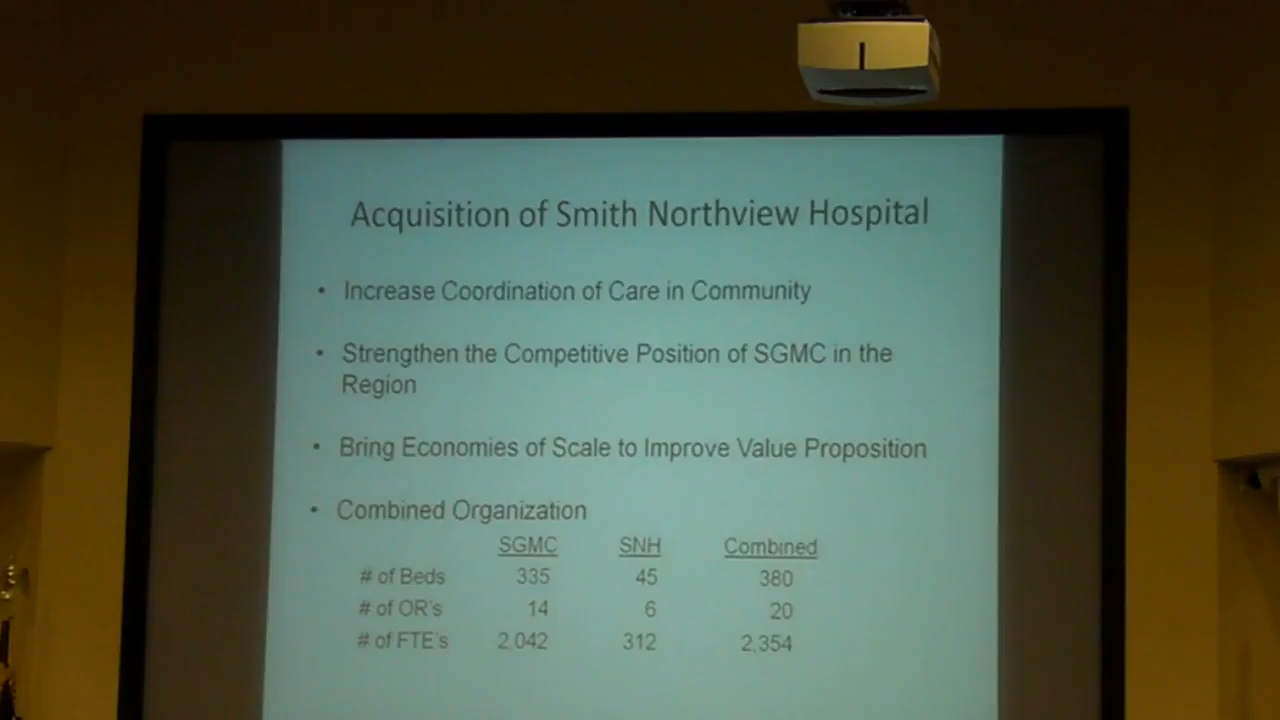 Acquisition of Smith Northview Hospital
• Increase Coordination of Care in Community
• Strengthen the Competitive Position of SGMC in the
Region
• Bring Economies of Scale to Improve Value Proposition
• Combined Organization
SGMC SNH Combined
# of Beds 335 45 380
# of OR's 14 6 20
# of FTE's 2,042 312 2,354